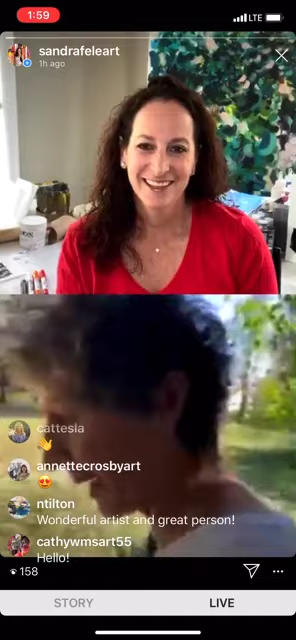 1:59
LTE
sandrafeleart
1h ago
cattesia
annettecrosbyart
ntilton
Wonderful artist and great person!
cathywmsart55
Hello!
158
STORY
LIVE